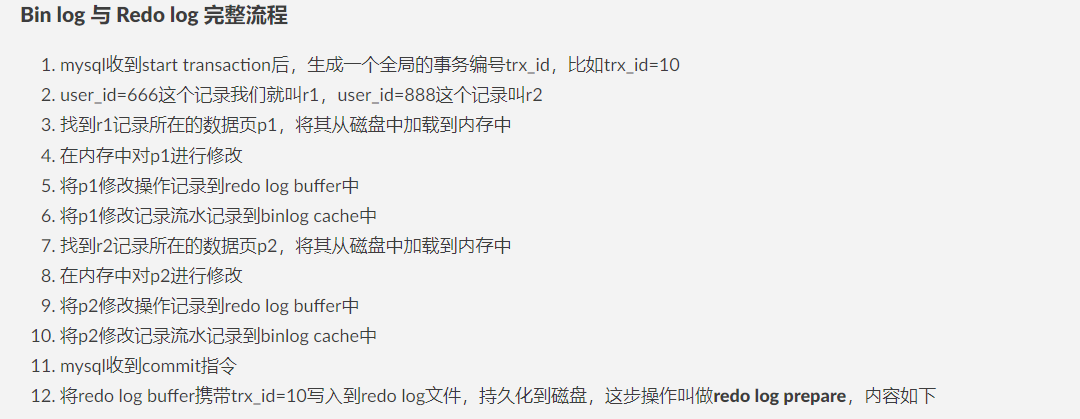 Bin log 与 Redo log 完整流程
1. mysql收到start transaction后，生成一个全局的事务编号trx_id，比如trx_id=10
2. user_id=666这个记录我们就叫r1，user_id=888这个记录叫r2
3. 找到r1记录所在的数据页p1，将其从磁盘中加载到内存中
4. 在内存中对p1进行修改
5. 将p1修改操作记录到redo log buffer中
6. 将p1修改记录流水记录到binlog cache中
7. 找到r2记录所在的数据页p2，将其从磁盘中加载到内存中
8. 在内存中对p2进行修改
9. 将p2修改操作记录到redo log buffer中
10. 将p2修改记录流水记录到binlog cache中
11. mysql收到commit指令
12. 将redo log buffer携带trx_id=10写入到redo log文件，持久化到磁盘，这步操作叫做redo log prepare，内容如下